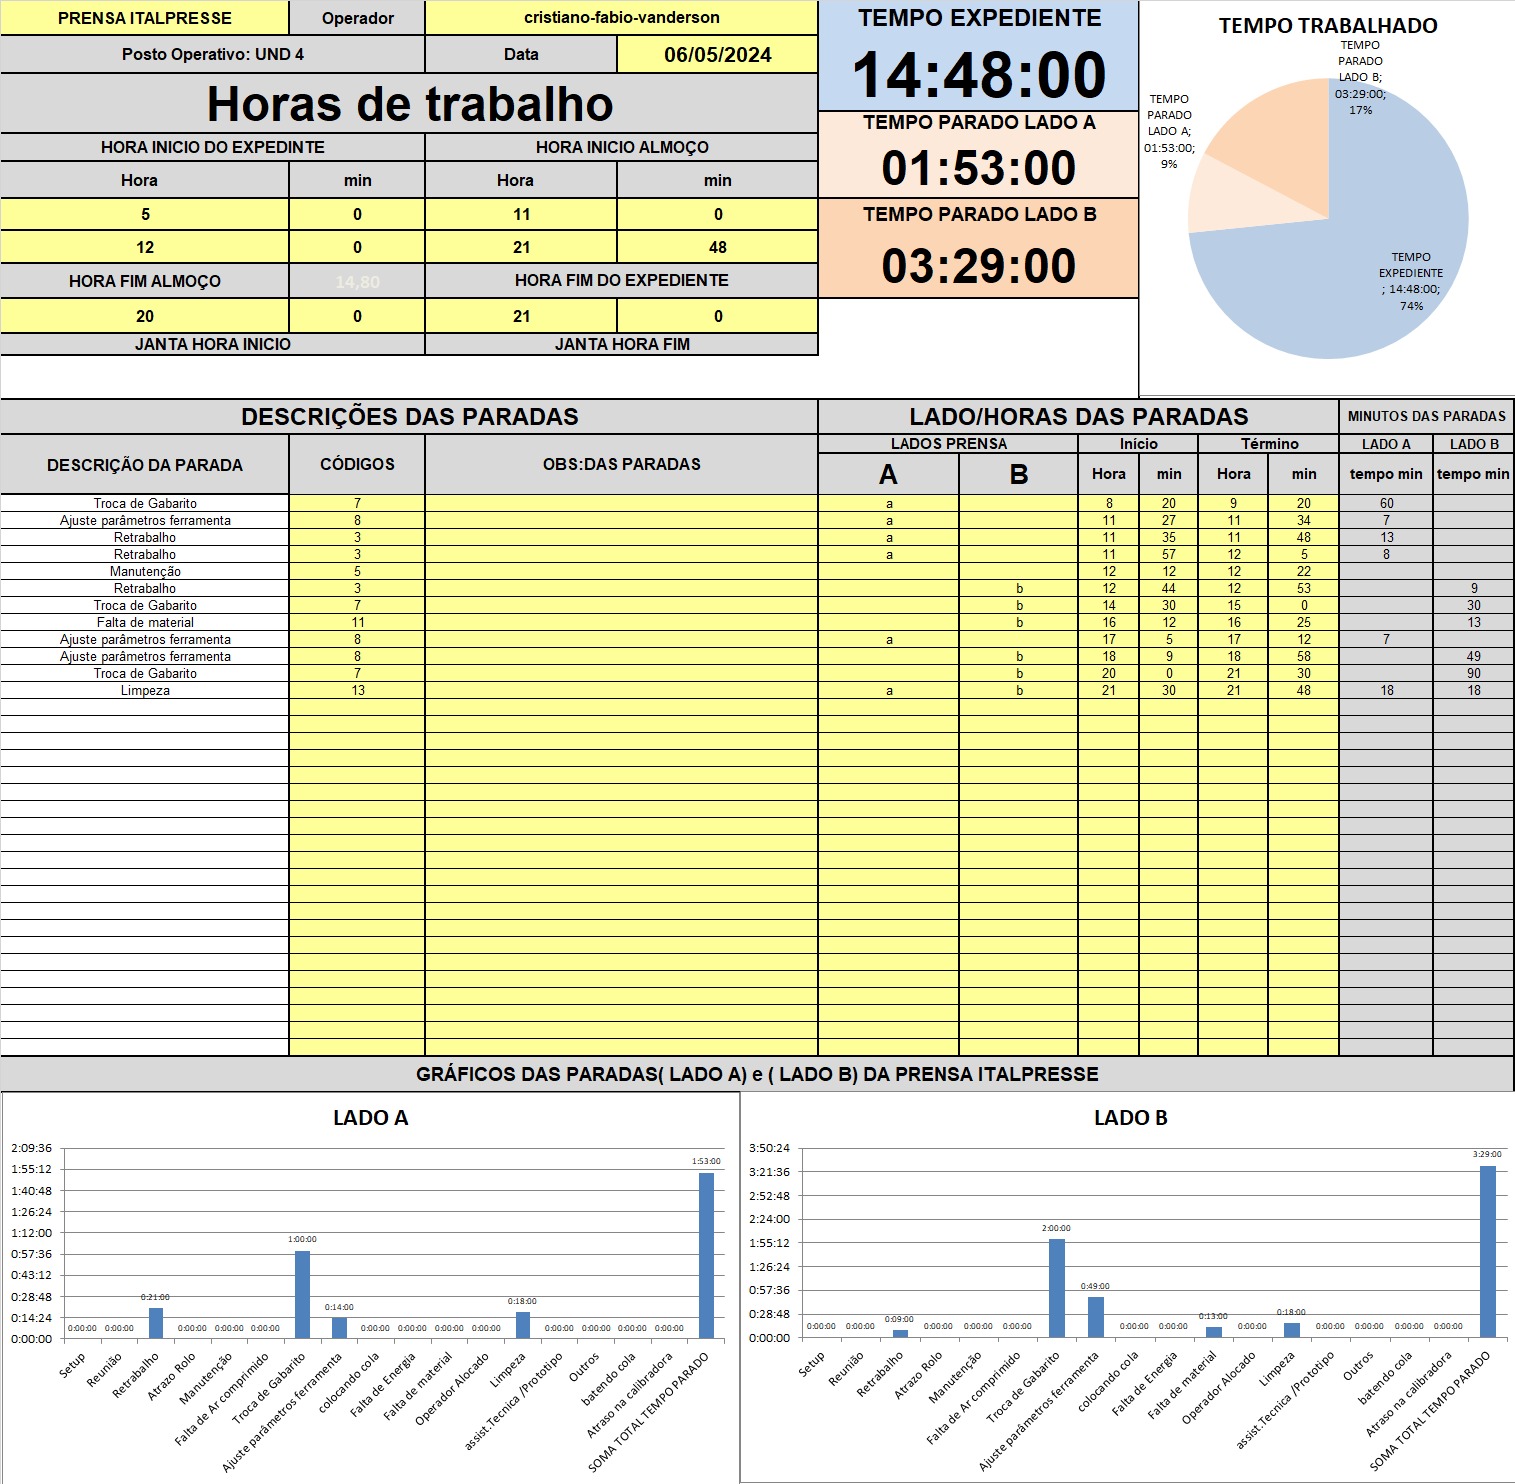 PRENSA ITALPRESSE Operador cristiano-fabio-vanderson
Posto Operativo: UND 4 Data 06/05/2024
Horas de trabalho
HORA INICIO DO EXPEDINTE HORA INICIO ALMOÇO
Hora min Hora min
5 0 11 0
12 0 21 48
HORA FIM ALMOÇO 14,80 HORA FIM DO EXPEDIENTE
20 0 21 0
JANTA HORA INICIO JANTA HORA FIM
TEMPO EXPEDIENTE
14:48:00
TEMPO PARADO LADO A
01:53:00
TEMPO PARADO LADO B
03:29:00
TEMPO TRABALHADO
TEMPO
PARADO
LADO B;
03:29:00;
17%
TEMPO
PARADO
LADO A;
01:53:00;
9%
TEMPO
EXPEDIENTE
; 14:48:00;
74%
DESCRIÇÕES DAS PARADAS LADO/HORAS DAS PARADAS MINUTOS DAS PARADAS
LADOS PRENSA Início Término LADO A LADO B
DESCRIÇÃO DA PARADA CÓDIGOS OBS:DAS PARADAS A B Hora min Hora min tempo min tempo min
Troca de Gabarito 7 a 8 20 9 20 60
Ajuste parâmetros ferramenta 8 a 11 27 11 34 7
Retrabalho 3 a 11 35 11 48 13
Retrabalho 3 a 11 57 12 5 8
Manutenção 5 12 12 12 22
Retrabalho 3 b 12 44 12 53 9
Troca de Gabarito 7 b 14 30 15 0 30
Falta de material 11 b 16 12 16 25 13
Ajuste parâmetros ferramenta 8 a 17 5 17 12 7
Ajuste parâmetros ferramenta 8 b 18 9 18 58 49
Troca de Gabarito 7 b 20 0 21 30 90
Limpeza 13 a b 21 30 21 48 18 18
GRÁFICOS DAS PARADAS( LADO A) e ( LADO B) DA PRENSA ITALPRESSE
LADO A
2:09:36
1:55:12
1:40:48
1:26:24
1:12:00
0:57:36
0:43:12
0:28:48
0:14:24
0:00:00
0:00:00 0:00:00 0:21:00 0:00:00 0:00:00 0:00:00 1:00:00 0:14:00 0:00:00 0:00:00 0:00:00 0:00:00 0:18:00 0:00:00 0:00:00 0:00:00 0:00:00 1:53:00
Setup
Reunião
Retrabalho
Atrazo Rolo
Manutenção
Falta de Ar comprimido
Troca de Gabarito
Ajuste parâmetros ferramenta
colocando cola
Falta de Energia
Falta de material
Operador Alocado
Limpeza
assist.Tecnica /Prototipo
Outros
batendo cola
Atraso na calibradora
SOMA TOTAL TEMPO PARADO
LADO B
3:50:24
3:21:36
2:52:48
2:24:00
1:55:12
1:26:24
0:57:36
0:28:48
0:00:00
0:00:00 0:00:00 0:09:00 0:00:00 0:00:00 0:00:00 2:00:00 0:49:00 0:00:00 0:00:00 0:13:00 0:00:00 0:18:00 0:00:00 0:00:00 0:00:00 0:00:00 3:29:00
Setup
Reunião
Retrabalho
Atrazo Rolo
Manutenção
Falta de Ar comprimido
Troca de Gabarito
Ajuste parâmetros ferramenta
colocando cola
Falta de Energia
Falta de material
Operador Alocado
Limpeza
assist.Tecnica /Prototipo
Outros
batendo cola
Atraso na calibradora
SOMA TOTAL TEMPO PARADO